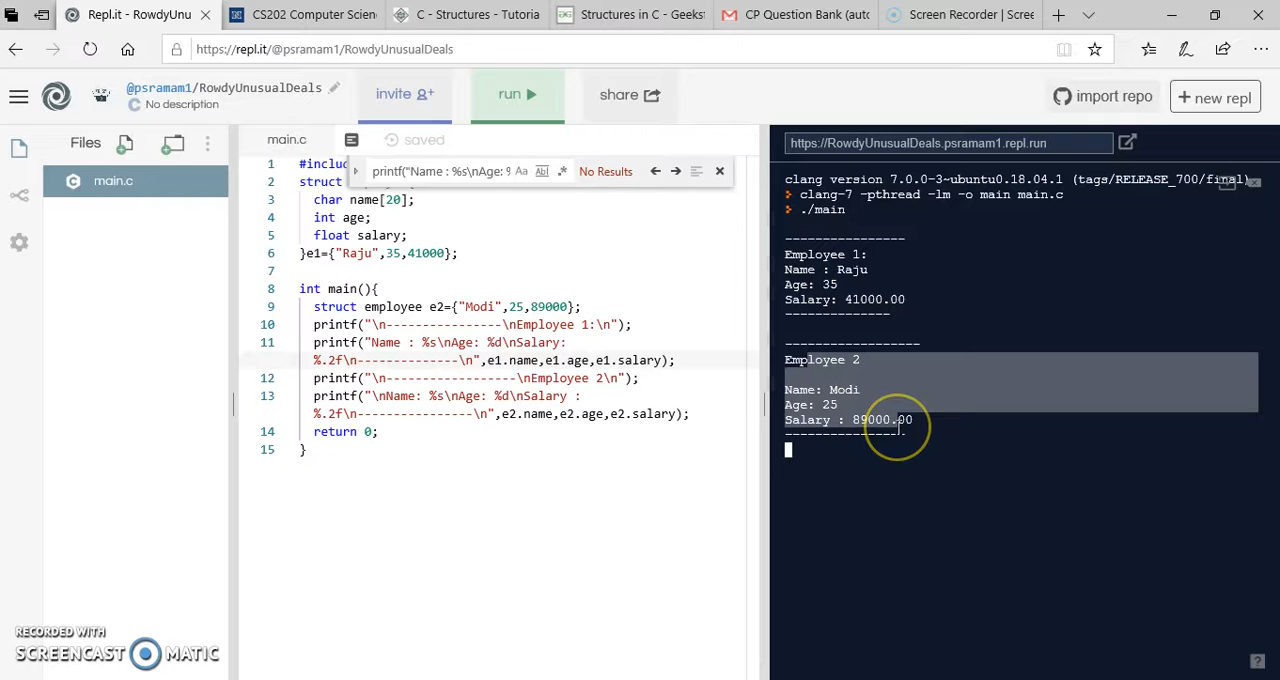 Repl.it - RowdyUnu
CS202 Computer Scien
C - Structures - Tutoria
Structures in C - Geeks
CP Question Bank (auto
Screen Recorder | Scre
https://repl.it/@psramam1/RowdyUnusualDeals
@psramam1/RowdyUnusualDeals
No description
invite
run
share
import repo
+ new repl
Files
main.c
main.c
saved
printf("Name : %s\nAge: %
Aa Abl .*
No Results
1 #inclu
2 struct
3 char name[20];
4 int age;
5 float salary;
6 }e1={"Raju",35,41000};
7
8 int main(){
9 struct employee e2={"Modi",25,89000};
10 printf("\n----------------\nEmployee 1:\n");
11 printf("Name : %s\nAge: %d\nSalary:
%.2f\n--------------\n",e1.name,e1.age,e1.salary);
12 printf("\n------------------\nEmployee 2\n");
13 printf("\nName: %s\nAge: %d\nSalary :
%.2f\n----------------\n",e2.name,e2.age,e2.salary);
14 return 0;
15 }
https://RowdyUnusualDeals.psramam1.repl.run
clang version 7.0.0-3~ubuntu0.18.04.1 (tags/RELEASE_700/final)
clang-7 -pthread -lm -o main main.c
./main
----------------
Employee 1:
Name : Raju
Age: 35
Salary: 41000.00
--------------
------------------
Employee 2
Name: Modi
Age: 25
Salary : 89000.00
----------------
RECORDED WITH
SCREENCAST MATIC
?